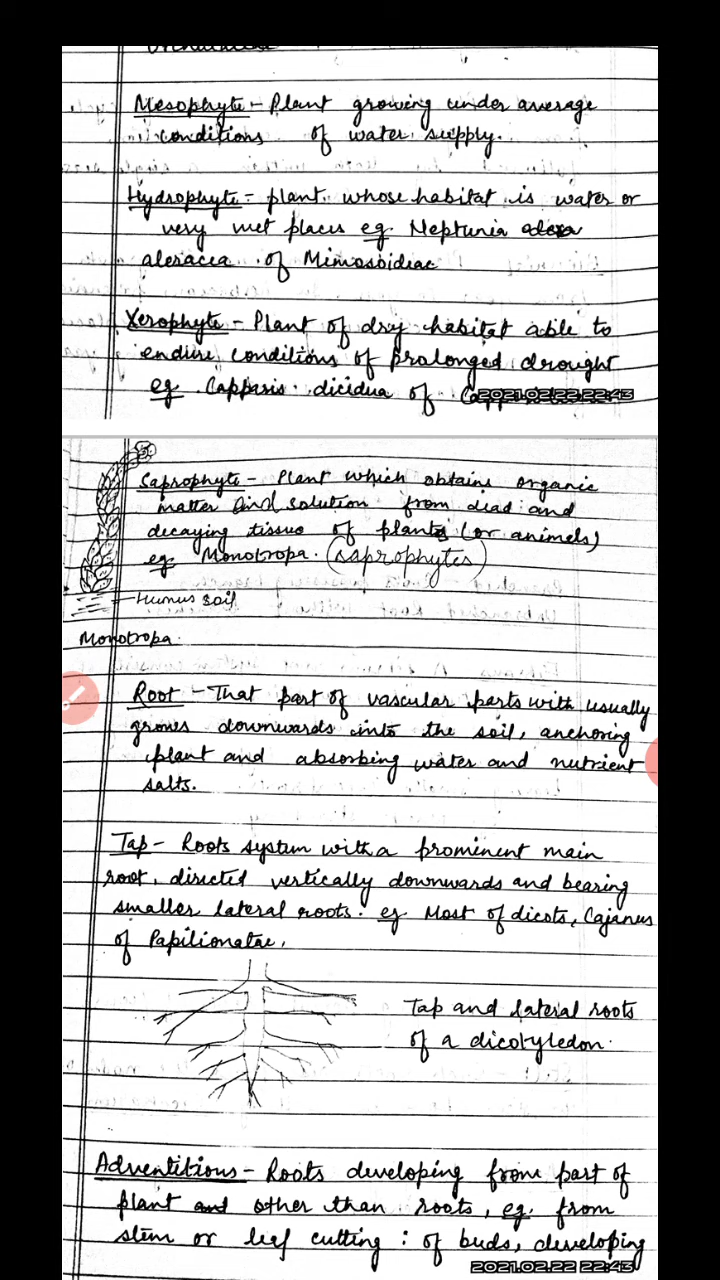 Mesophyte - Plant growing under average
conditions of water supply.
Hydrophyte - plant whose habitat is water or
very wet places eg Neptunia
aleracea of Mimosoidiae
Xerophyte - Plant of dry habitat able to
endure conditions of prolonged drought
eg Capparis dicidua of
2021.02.22 22:43
Saprophyte - Plant which obtains organic
matter in solution from dead and
decaying tissue of plants (or animals)
eg Monotropa. (saprophytes)
Humus soil
Monotropa.
Root - That part of vascular parts with usually
grows downwards into the soil, anchoring
plant and absorbing water and nutrient
salts.
Tap - Roots system with a prominent main
root, directed vertically downwards and bearing
smaller lateral roots. eg Most of dicots, Cajanus
of Papilionatae.
Tap and lateral roots
of a dicotyledon.
Adventitious - Roots developing from part of
plant other than roots, eg. from
stem or leaf cutting : of buds, developing
2021.02.22 22:43